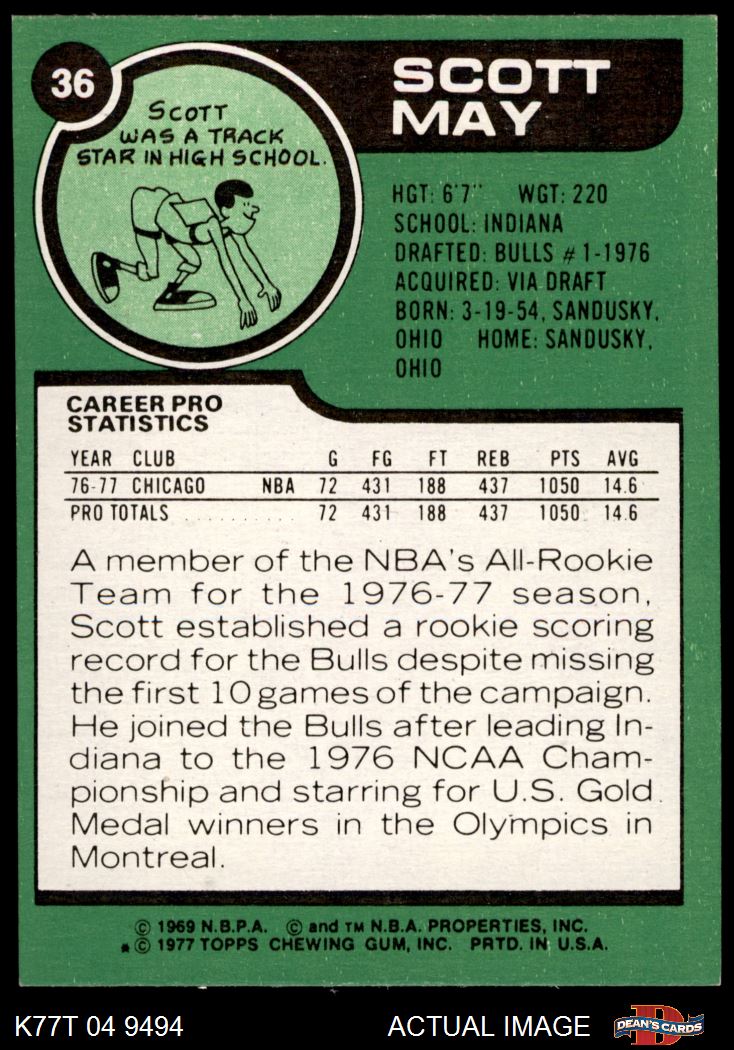 36
SCOTT
MAY
SCOTT
WAS A TRACK
STAR IN HIGH SCHOOL.
HGT: 6'7" WGT: 220
SCHOOL: INDIANA
DRAFTED: BULLS #1-1976
ACQUIRED: VIA DRAFT
BORN: 3-19-54, SANDUSKY,
OHIO HOME: SANDUSKY,
OHIO
CAREER PRO
STATISTICS
YEAR CLUB G FG FT REB PTS AVG
76-77 CHICAGO NBA 72 431 188 437 1050 14.6
PRO TOTALS . . . . . . . . . . . 72 431 188 437 1050 14.6
A member of the NBA's All-Rookie
Team for the 1976-77 season,
Scott established a rookie scoring
record for the Bulls despite missing
the first 10 games of the campaign.
He joined the Bulls after leading In-
diana to the 1976 NCAA Cham-
pionship and starring for U.S. Gold
Medal winners in the Olympics in
Montreal.
© 1969 N.B.P.A. © and TM N.B.A. PROPERTIES, INC.
* © 1977 TOPPS CHEWING GUM, INC. PRTD. IN U.S.A.
K77T 04 9494 ACTUAL IMAGE D DEAN'S CARDS